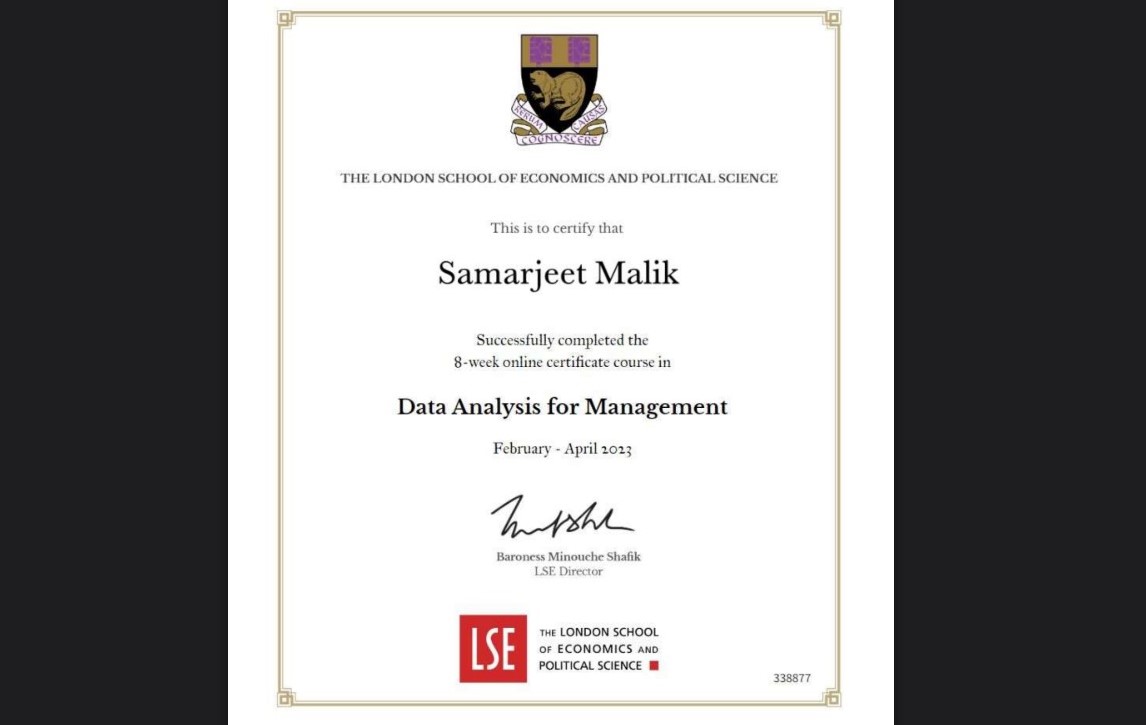 RERUM
CAUSAS
COGNOSCERE
THE LONDON SCHOOL OF ECONOMICS AND POLITICAL SCIENCE
This is to certify that
Samarjeet Malik
Successfully completed the
8-week online certificate course in
Data Analysis for Management
February - April 2023
Baroness Minouche Shafik
LSE Director
LSE
THE LONDON SCHOOL
OF ECONOMICS AND
POLITICAL SCIENCE
338877